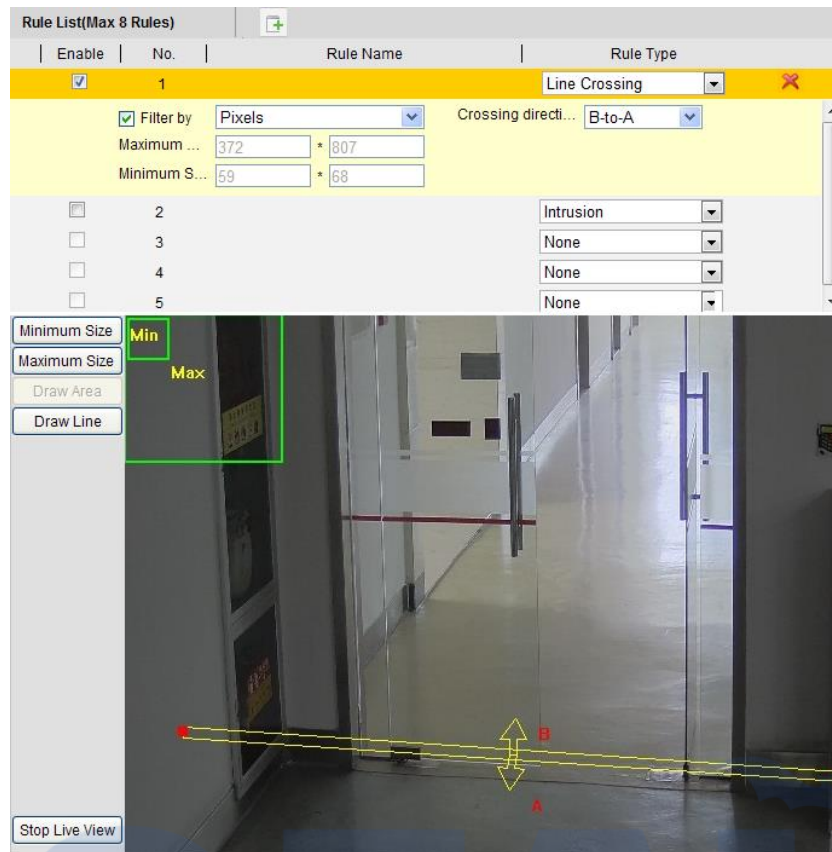 Rule List(Max 8 Rules)
Enable No. Rule Name Rule Type
1 Line Crossing
Filter by Pixels Crossing directi... B-to-A
Maximum ... 372 * 807
Minimum S... 59 * 68
2 Intrusion
3 None
4 None
5 None
Minimum Size
Maximum Size
Draw Area
Draw Line
Stop Live View
Min
Max
B
A